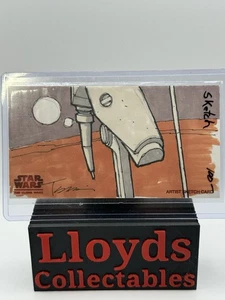 Sketch
STAR
WARS
ARTIST SKETCH CARD
Lloyds
Collectables